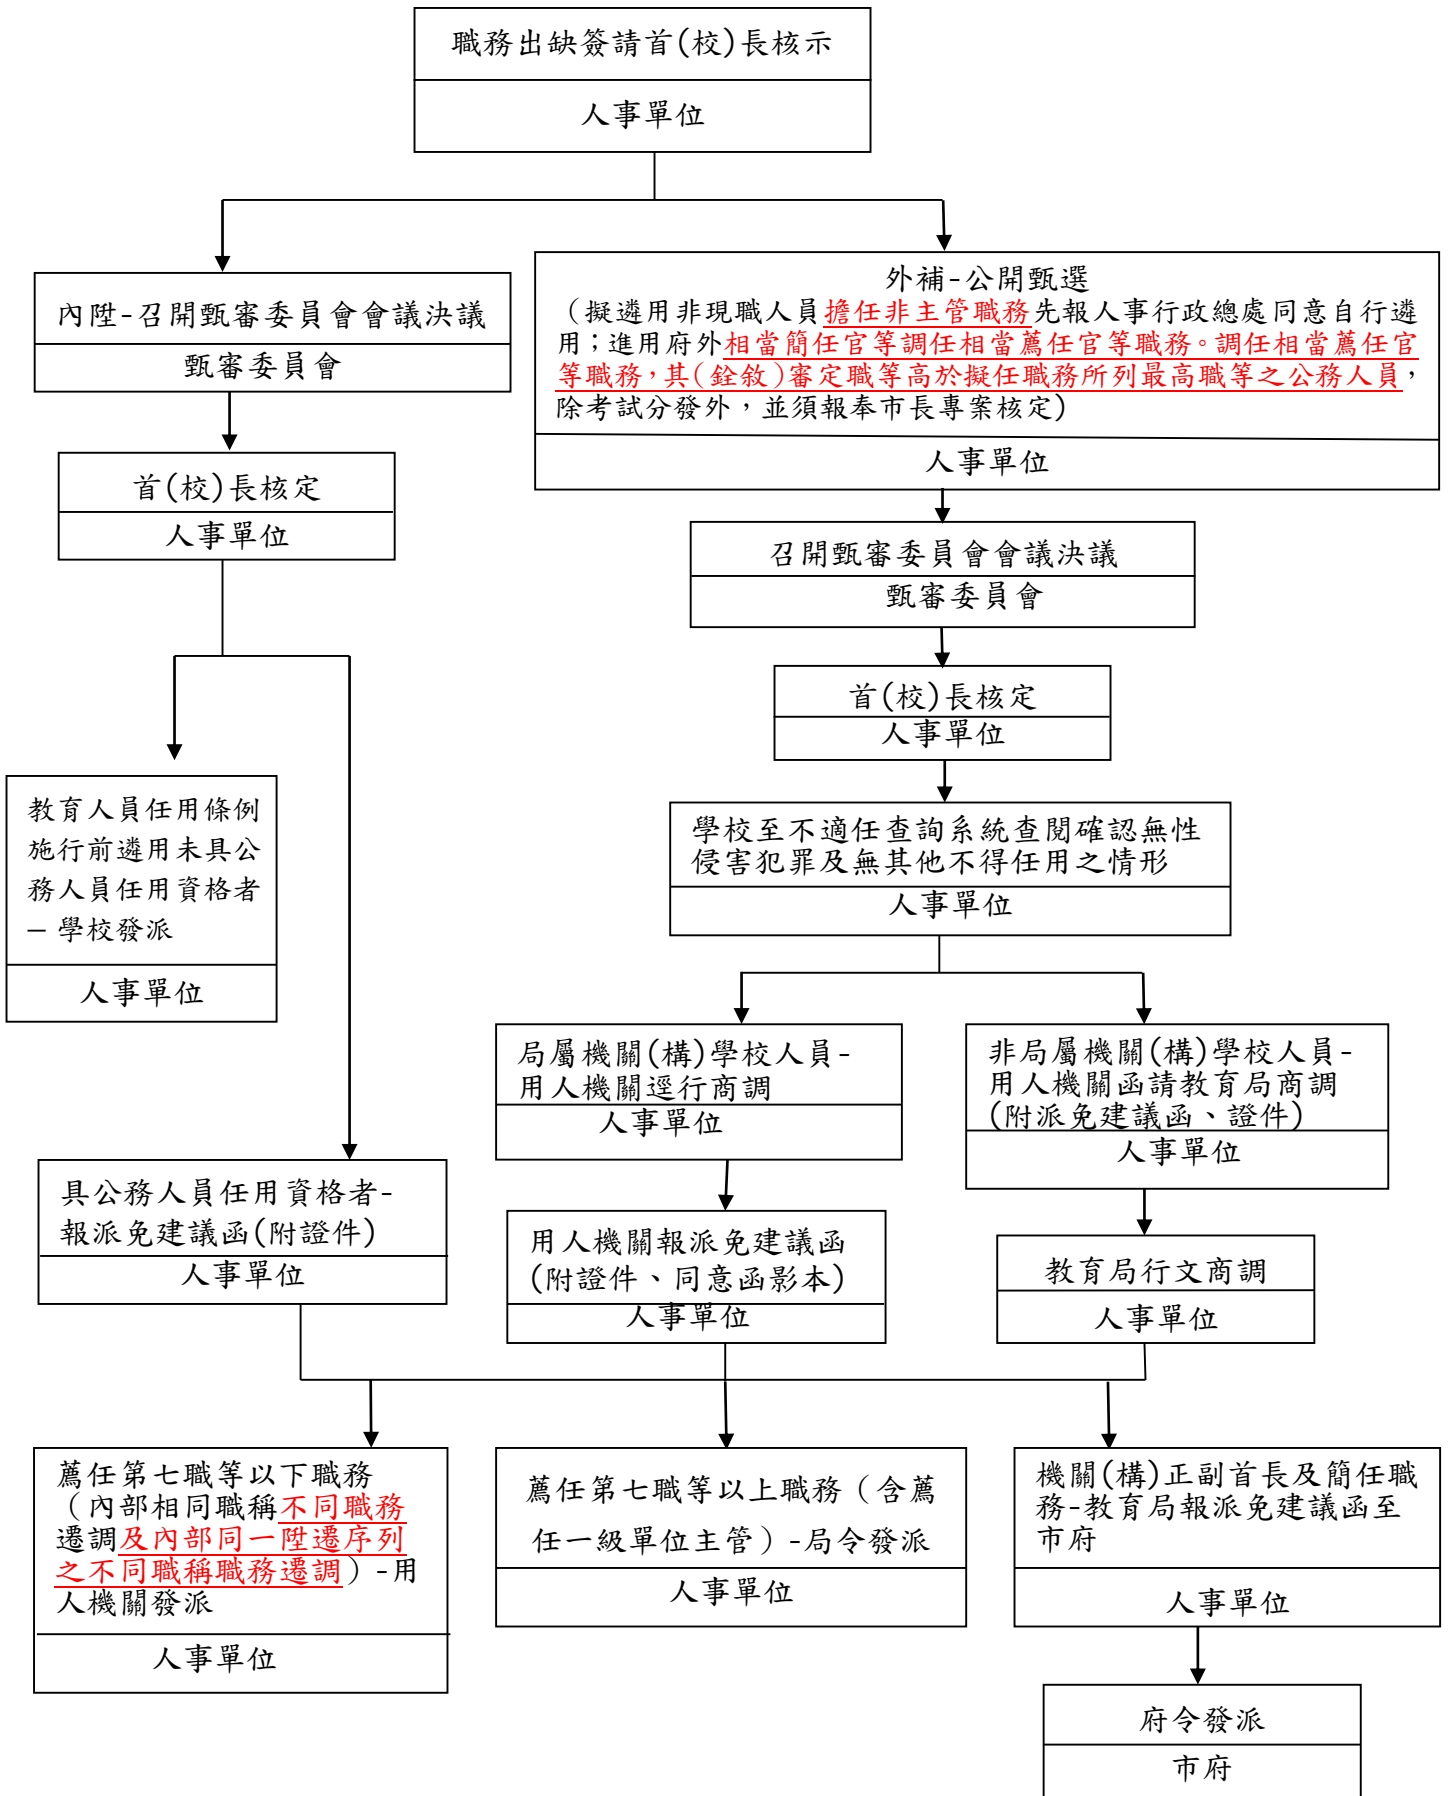 職務出缺簽請首(校)長核示
人事單位
內陞-召開甄審委員會會議決議
甄審委員會
首(校)長核定
人事單位
教育人員任用條例
施行前遴用未具公
務人員任用資格者
– 學校發派
人事單位
具公務人員任用資格者-
報派免建議函(附證件)
人事單位
外補-公開甄選
（擬遴用非現職人員擔任非主管職務先報人事行政總處同意自行遴
用；進用府外相當簡任官等調任相當薦任官等職務。調任相當薦任官
等職務，其(銓敘)審定職等高於擬任職務所列最高職等之公務人員，
除考試分發外，並須報奉市長專案核定)
人事單位
召開甄審委員會會議決議
甄審委員會
首(校)長核定
人事單位
學校至不適任查詢系統查閱確認無性
侵害犯罪及無其他不得任用之情形
人事單位
局屬機關(構)學校人員-
用人機關逕行商調
人事單位
用人機關報派免建議函
(附證件、同意函影本)
人事單位
非局屬機關(構)學校人員-
用人機關函請教育局商調
(附派免建議函、證件)
人事單位
教育局行文商調
人事單位
薦任第七職等以下職務
（內部相同職稱不同職務
遷調及內部同一陞遷序列
之不同職稱職務遷調）-用
人機關發派
人事單位
薦任第七職等以上職務（含薦
任一級單位主管）-局令發派
人事單位
機關(構)正副首長及簡任職
務-教育局報派免建議函至
市府
人事單位
府令發派
市府